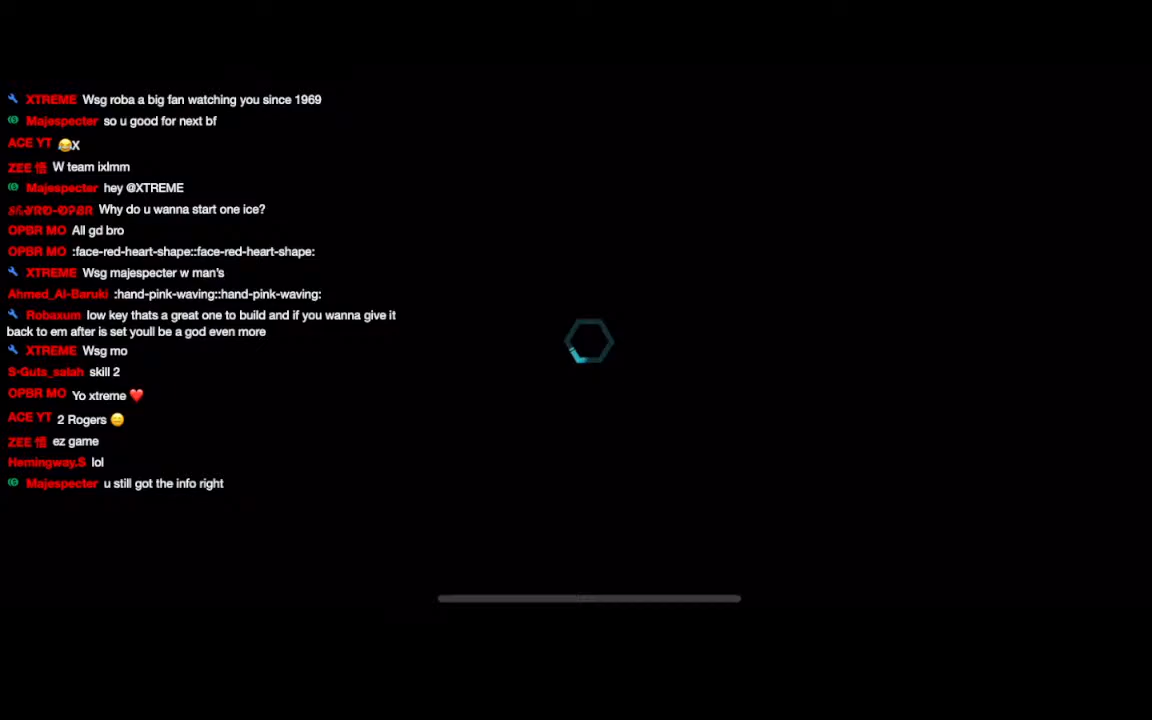 XTREME Wsg roba a big fan watching you since 1969
Majespecter so u good for next bf
ACE YT 😂X
ZEE 悟 W team ixlmm
Majespecter hey @XTREME
Why do u wanna start one ice?
OPBR MO All gd bro
OPBR MO :face-red-heart-shape::face-red-heart-shape:
XTREME Wsg majespecter w man's
Ahmed_Al-Baruki :hand-pink-waving::hand-pink-waving:
Robaxum low key thats a great one to build and if you wanna give it
back to em after is set youll be a god even more
XTREME Wsg mo
S-Guts_salah skill 2
OPBR MO Yo xtreme ❤️
ACE YT 2 Rogers 😊
ZEE 悟 ez game
Hemingway.S lol
Majespecter u still got the info right